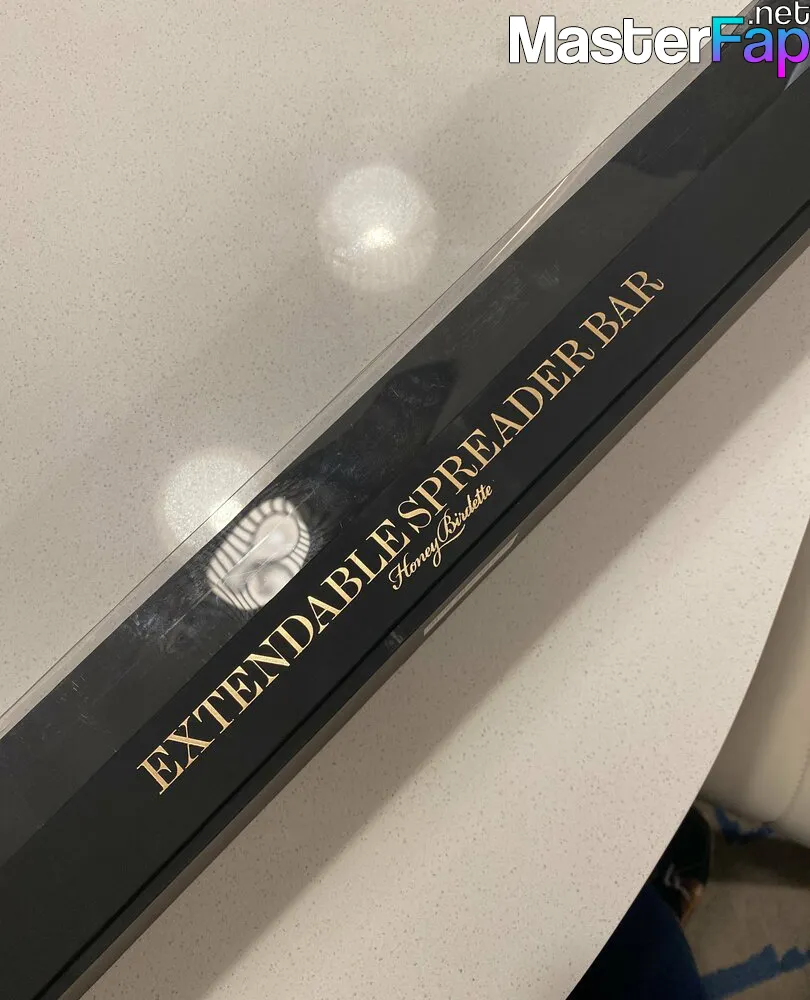 .net
MasterFap
EXTENDABLE SPREADER BAR
Honey Birdette